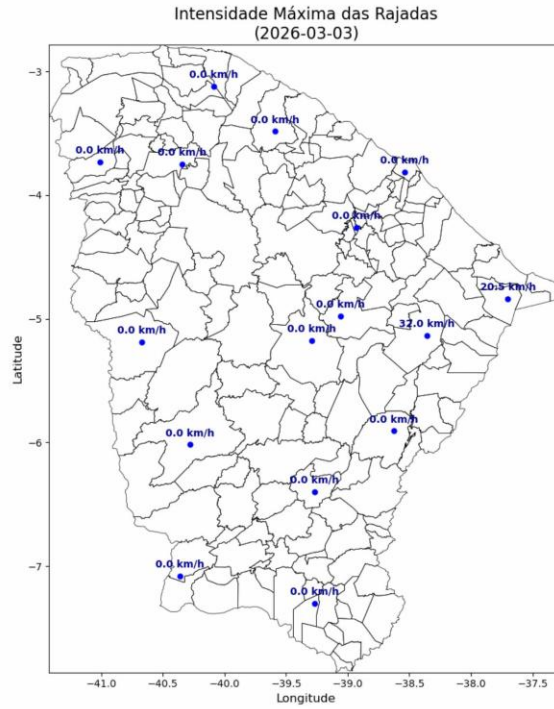 Intensidade Máxima das Rajadas
(2026-03-03)
−3
0.0 km/h
0.0 km/h
0.0 km/h
0.0 km/h
0.0 km/h
−4
0.0 km/h
20.5 km/h
0.0 km/h
−5
0.0 km/h
0.0 km/h
32.0 km/h
Latitude
0.0 km/h
−6
0.0 km/h
0.0 km/h
−7
0.0 km/h
0.0 km/h
−41.0
−40.5
−40.0
−39.5
−39.0
−38.5
−38.0
−37.5
Longitude